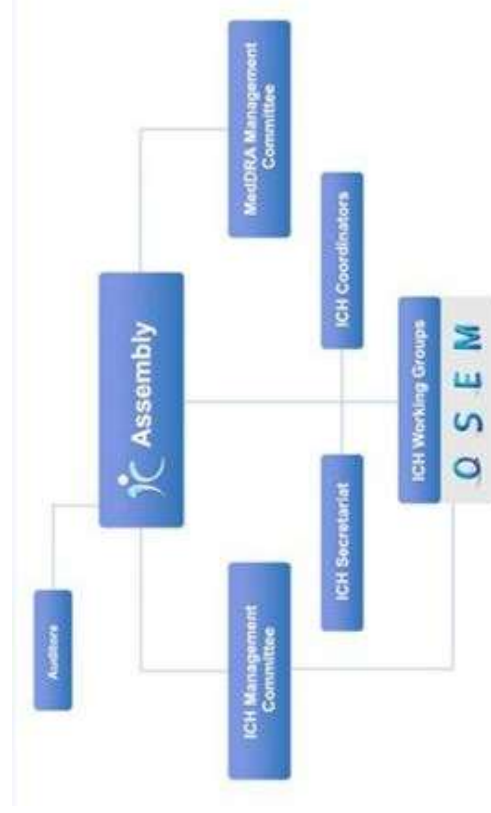 Auditors
Assembly
ICH Management
Committee
MedDRA Management
Committee
ICH Secretariat
ICH Coordinators
ICH Working Groups
Q S E M